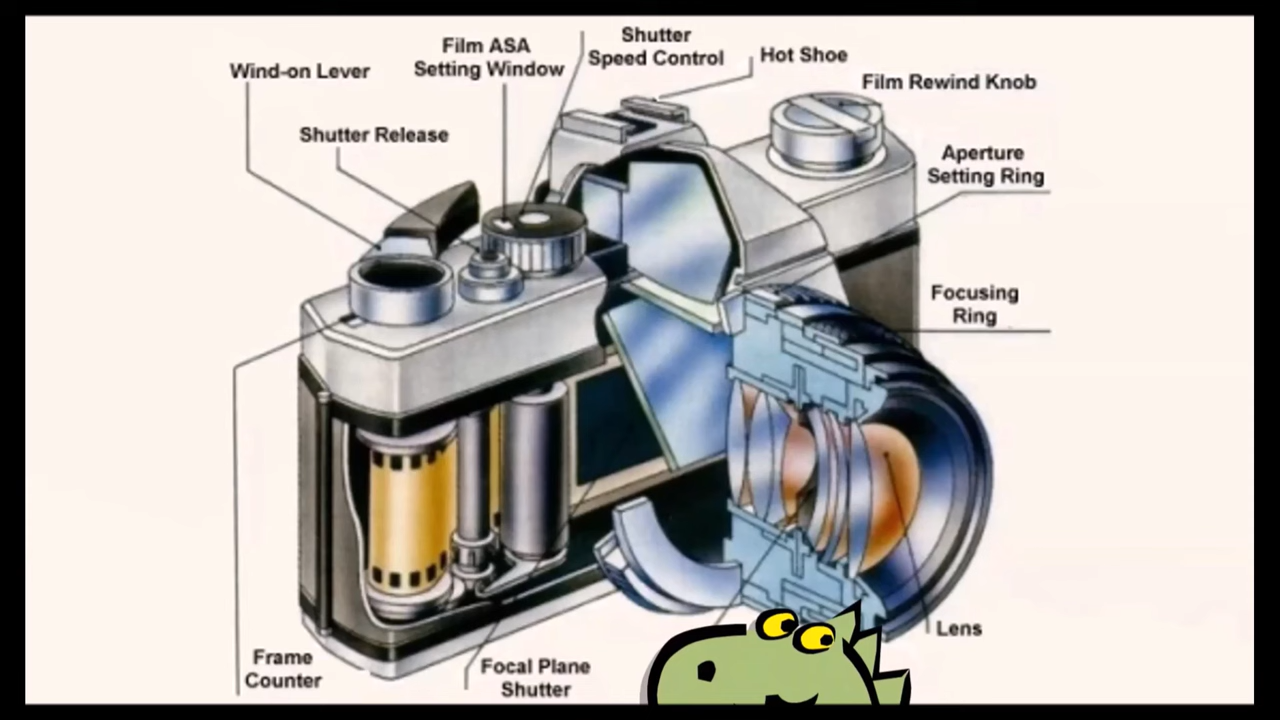 Shutter
Speed Control
Film ASA
Setting Window
Hot Shoe
Wind-on Lever
Film Rewind Knob
Shutter Release
Aperture
Setting Ring
Focusing
Ring
Lens
Frame
Counter
Focal Plane
Shutter